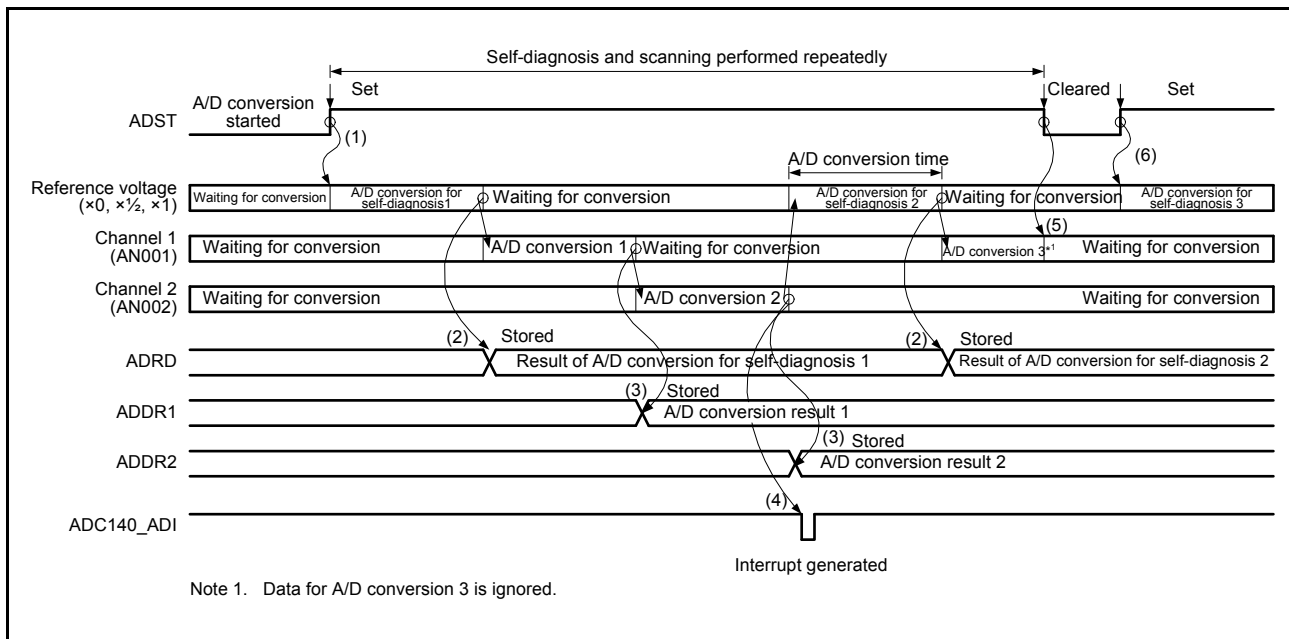 Self-diagnosis and scanning performed repeatedly
A/D conversion
started
Set
Cleared
Set
ADST
(1)
(6)
A/D conversion time
Reference voltage
(×0, ×½, ×1)
Waiting for conversion
A/D conversion for
self-diagnosis1
Waiting for conversion
A/D conversion for
self-diagnosis 2
Waiting for conversion
A/D conversion for
self-diagnosis 3
(5)
Channel 1
(AN001)
Waiting for conversion
A/D conversion 1
Waiting for conversion
A/D conversion 3*1
Waiting for conversion
Channel 2
(AN002)
Waiting for conversion
A/D conversion 2
Waiting for conversion
(2)
Stored
(2)
Stored
ADRD
Result of A/D conversion for self-diagnosis 1
Result of A/D conversion for self-diagnosis 2
(3)
Stored
ADDR1
A/D conversion result 1
(3)
Stored
ADDR2
A/D conversion result 2
(4)
ADC140_ADI
Interrupt generated
Note 1. Data for A/D conversion 3 is ignored.